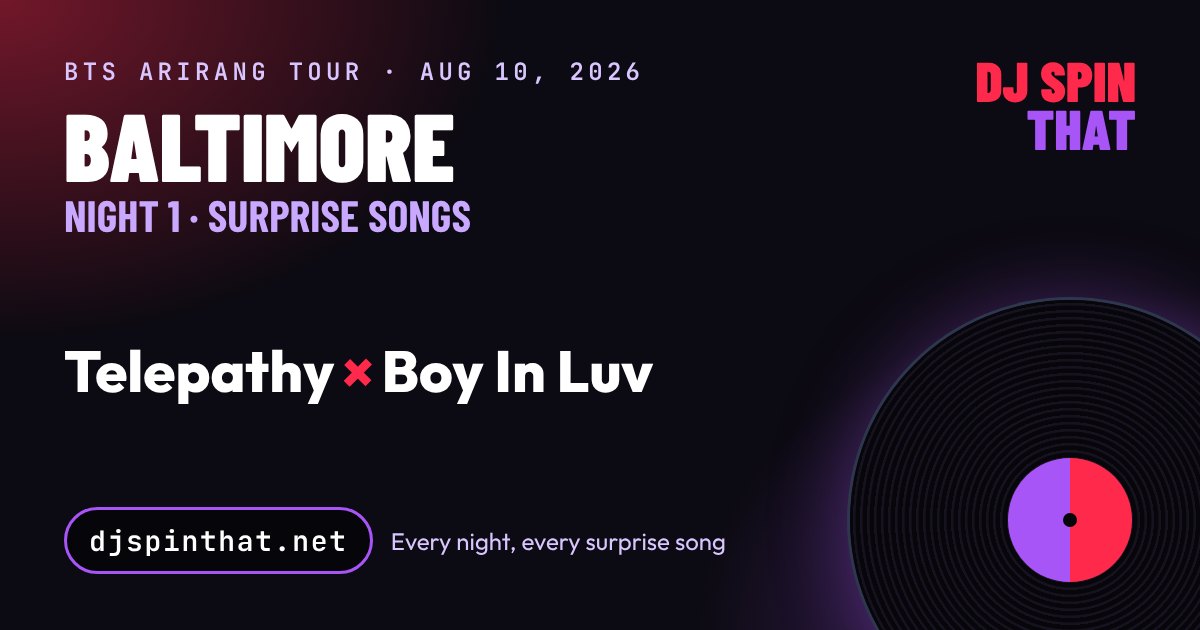 BTS ARIRANG TOUR · AUG 10, 2026
BALTIMORE
NIGHT 1 · SURPRISE SONGS
DJ SPIN
THAT
Telepathy × Boy In Luv
djspinthat.net
Every night, every surprise song